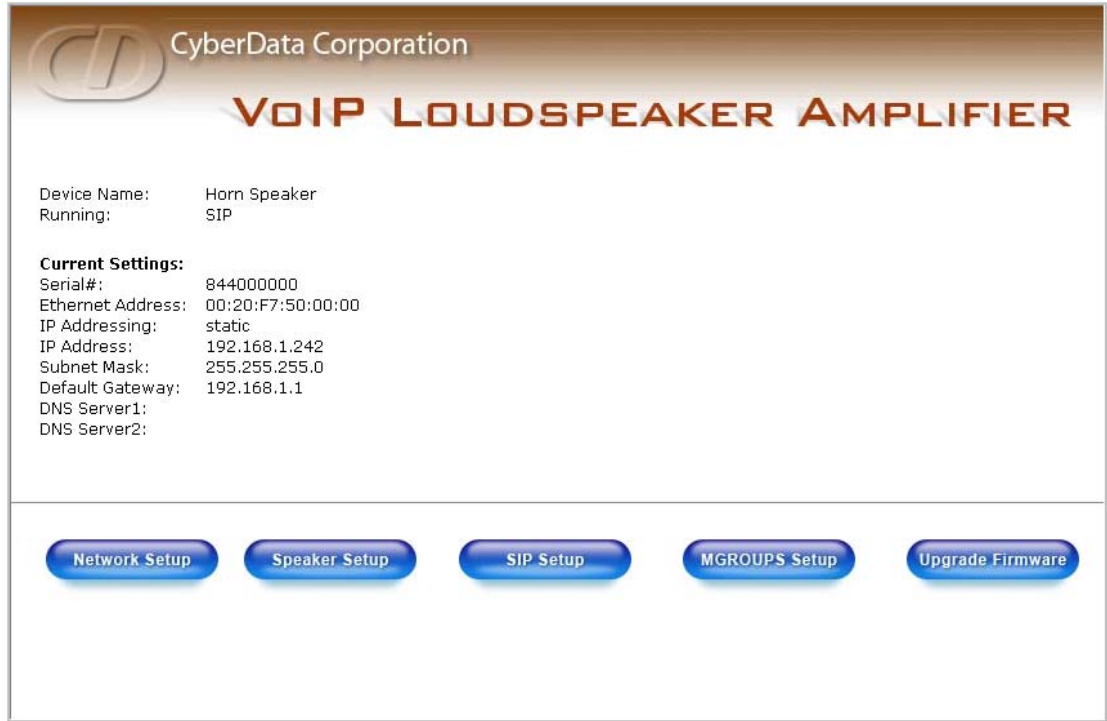 CD
CyberData Corporation
VoIP Loudspeaker Amplifier
Device Name: Horn Speaker
Running: SIP
Current Settings:
Serial#: 844000000
Ethernet Address: 00:20:F7:50:00:00
IP Addressing: static
IP Address: 192.168.1.242
Subnet Mask: 255.255.255.0
Default Gateway: 192.168.1.1
DNS Server1:
DNS Server2:
Network Setup Speaker Setup SIP Setup MGROUPS Setup Upgrade Firmware